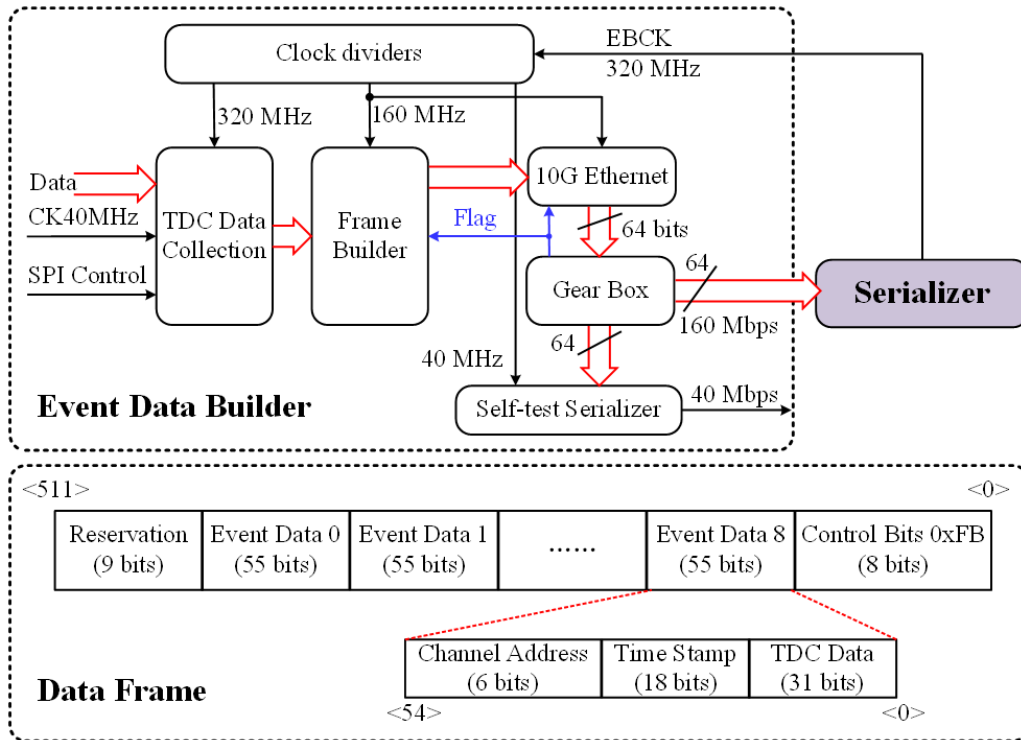 Clock dividers
EBCK
320 MHz
320 MHz
160 MHz
Data
CK40MHz
SPI Control
TDC Data
Collection
Frame
Builder
10G Ethernet
Flag
64 bits
Gear Box
64
160 Mbps
Serializer
64
40 MHz
Self-test Serializer
40 Mbps
Event Data Builder
<511>
<0>
Reservation
(9 bits)
Event Data 0
(55 bits)
Event Data 1
(55 bits)
......
Event Data 8
(55 bits)
Control Bits 0xFB
(8 bits)
Channel Address
(6 bits)
Time Stamp
(18 bits)
TDC Data
(31 bits)
<54>
<0>
Data Frame